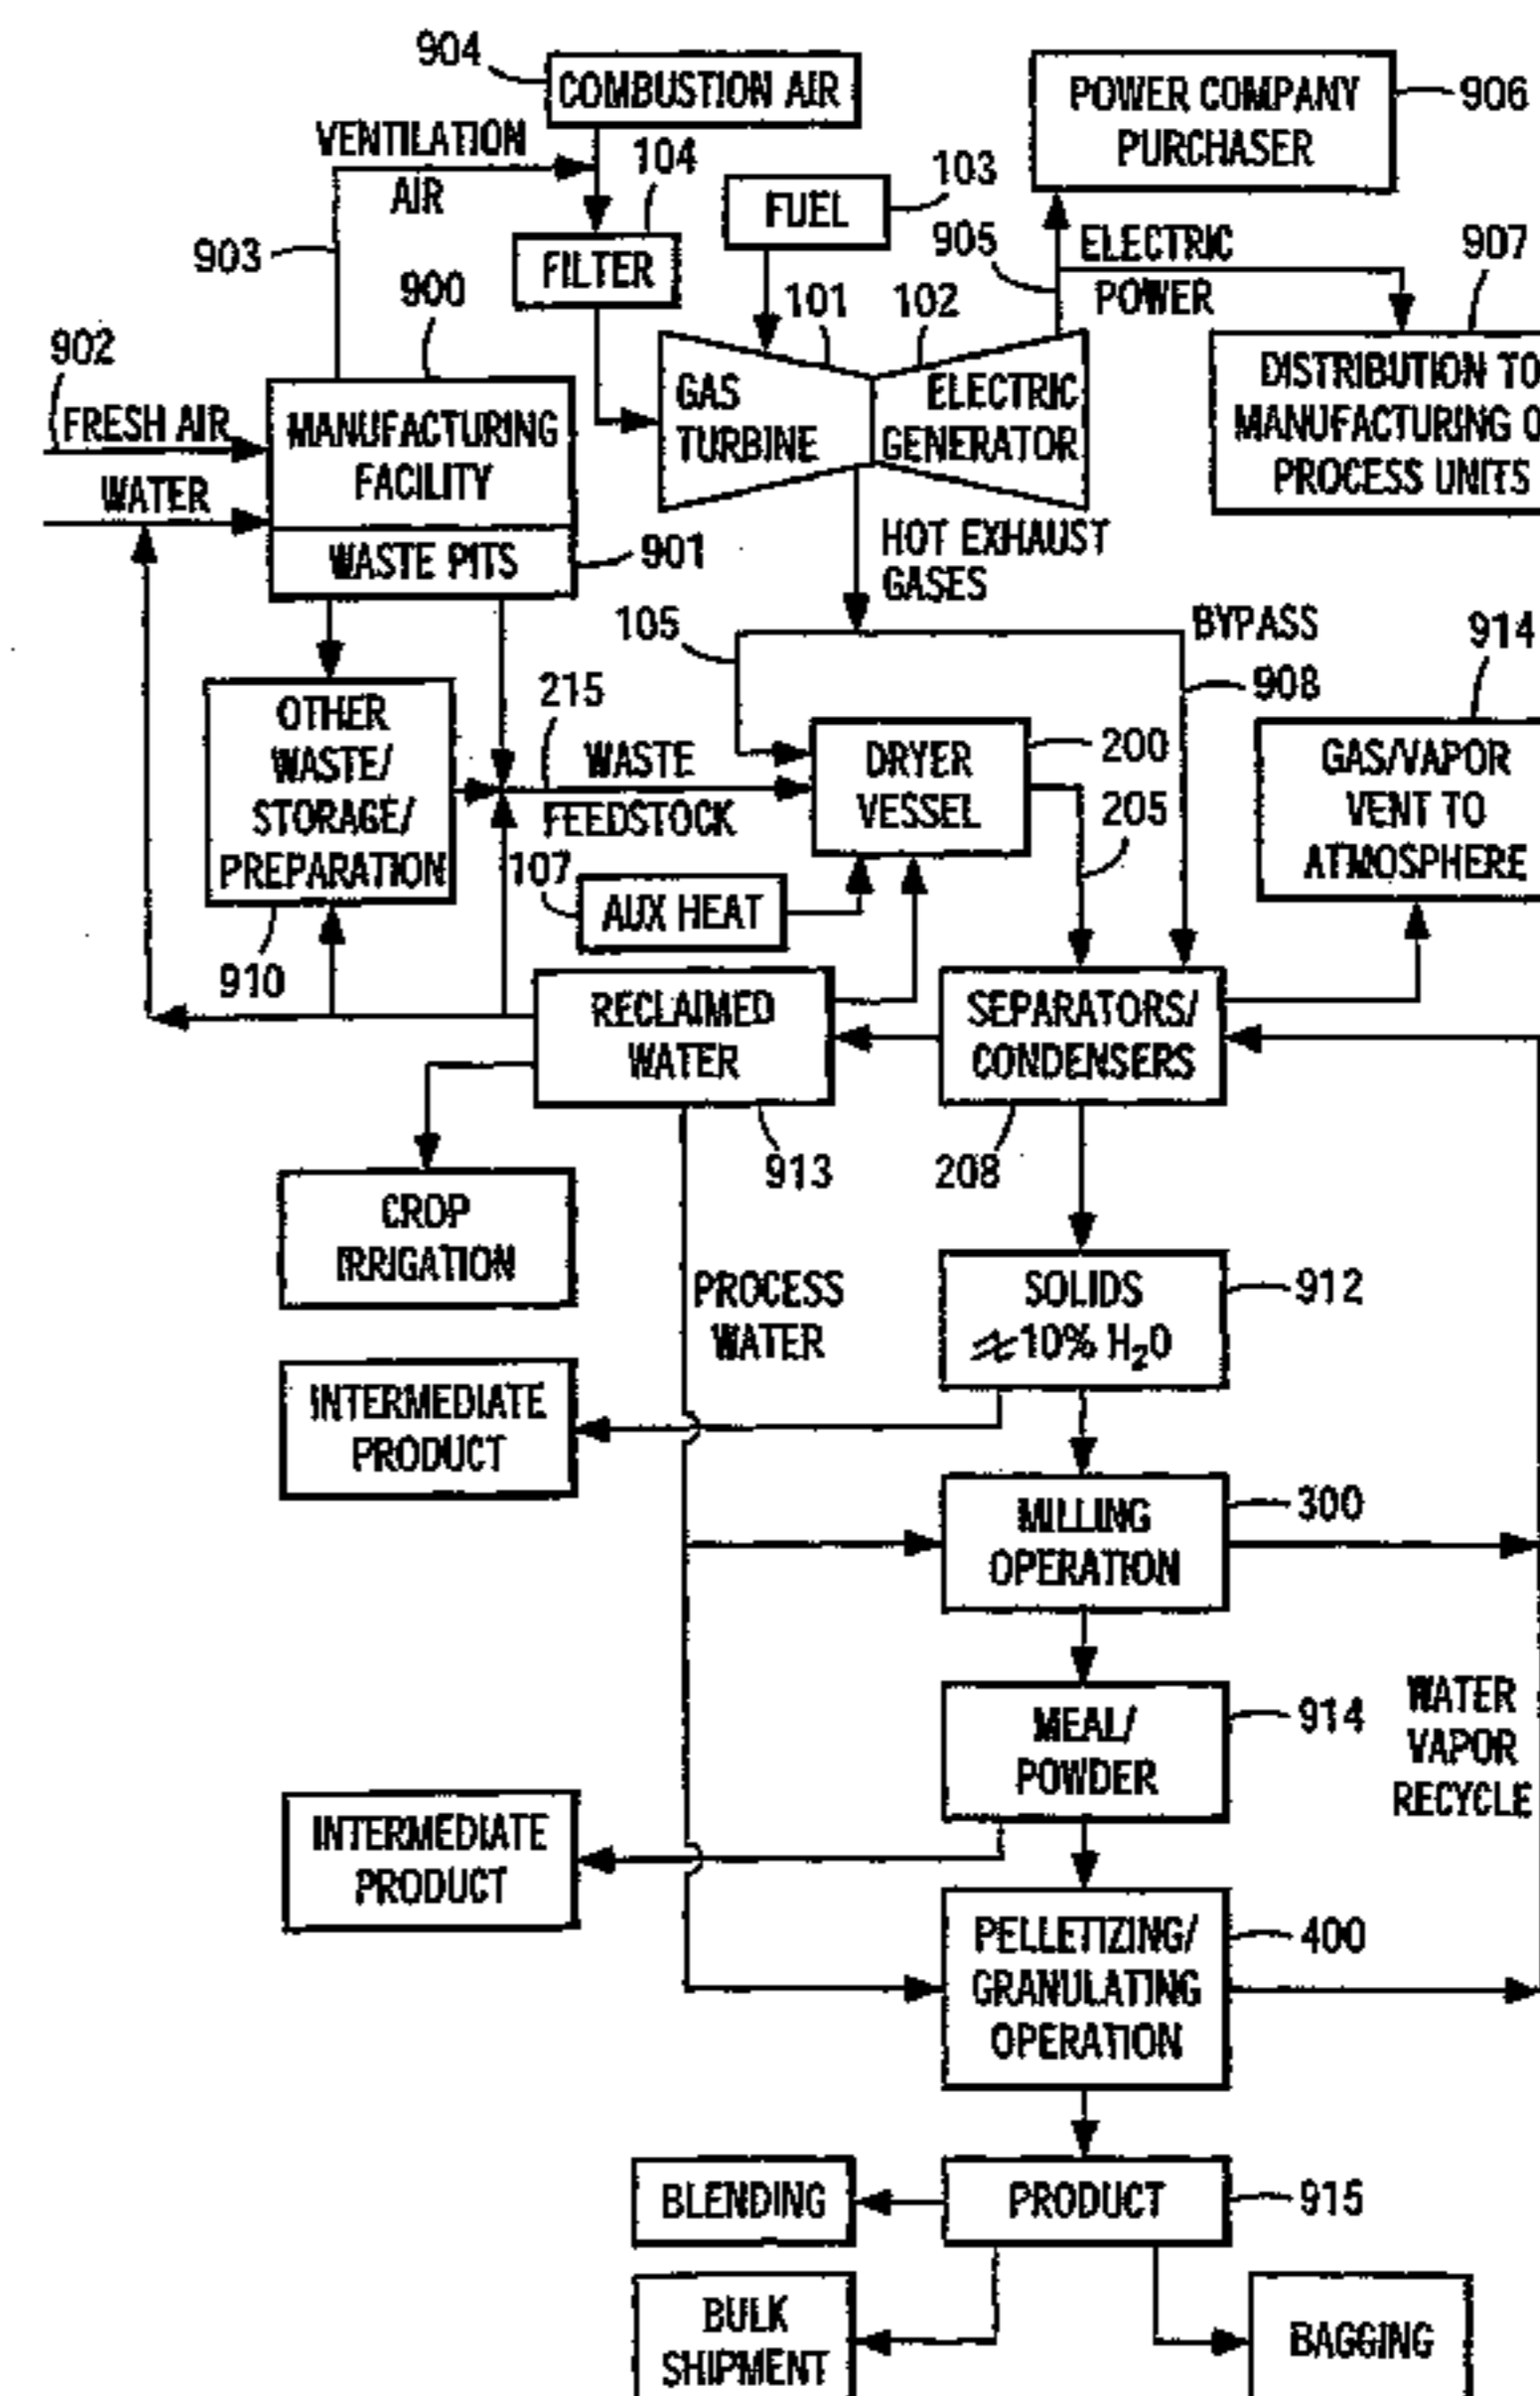 904
COMBUSTION AIR
POWER COMPANY
PURCHASER
906
VENTILATION
AIR
104
FUEL
103
903
FILTER
905
ELECTRIC
POWER
907
900
101
102
902
FRESH AIR
WATER
MANUFACTURING
FACILITY
WASTE PITS
901
GAS
TURBINE
ELECTRIC
GENERATOR
DISTRIBUTION TO
MANUFACTURING O
PROCESS UNITS
HOT EXHAUST
GASES
105
BYPASS
908
914
OTHER
WASTE/
STORAGE/
PREPARATION
910
215
WASTE
FEEDSTOCK
DRYER
VESSEL
200
205
GAS/VAPOR
VENT TO
ATMOSPHERE
107
AUX HEAT
RECLAIMED
WATER
913
SEPARATORS/
CONDENSERS
208
CROP
IRRIGATION
PROCESS
WATER
SOLIDS
≈10% H₂O
912
INTERMEDIATE
PRODUCT
MILLING
OPERATION
300
MEAL/
POWDER
914
WATER
VAPOR
RECYCLE
INTERMEDIATE
PRODUCT
PELLETIZING/
GRANULATING
OPERATION
400
BLENDING
PRODUCT
915
BULK
SHIPMENT
BAGGING